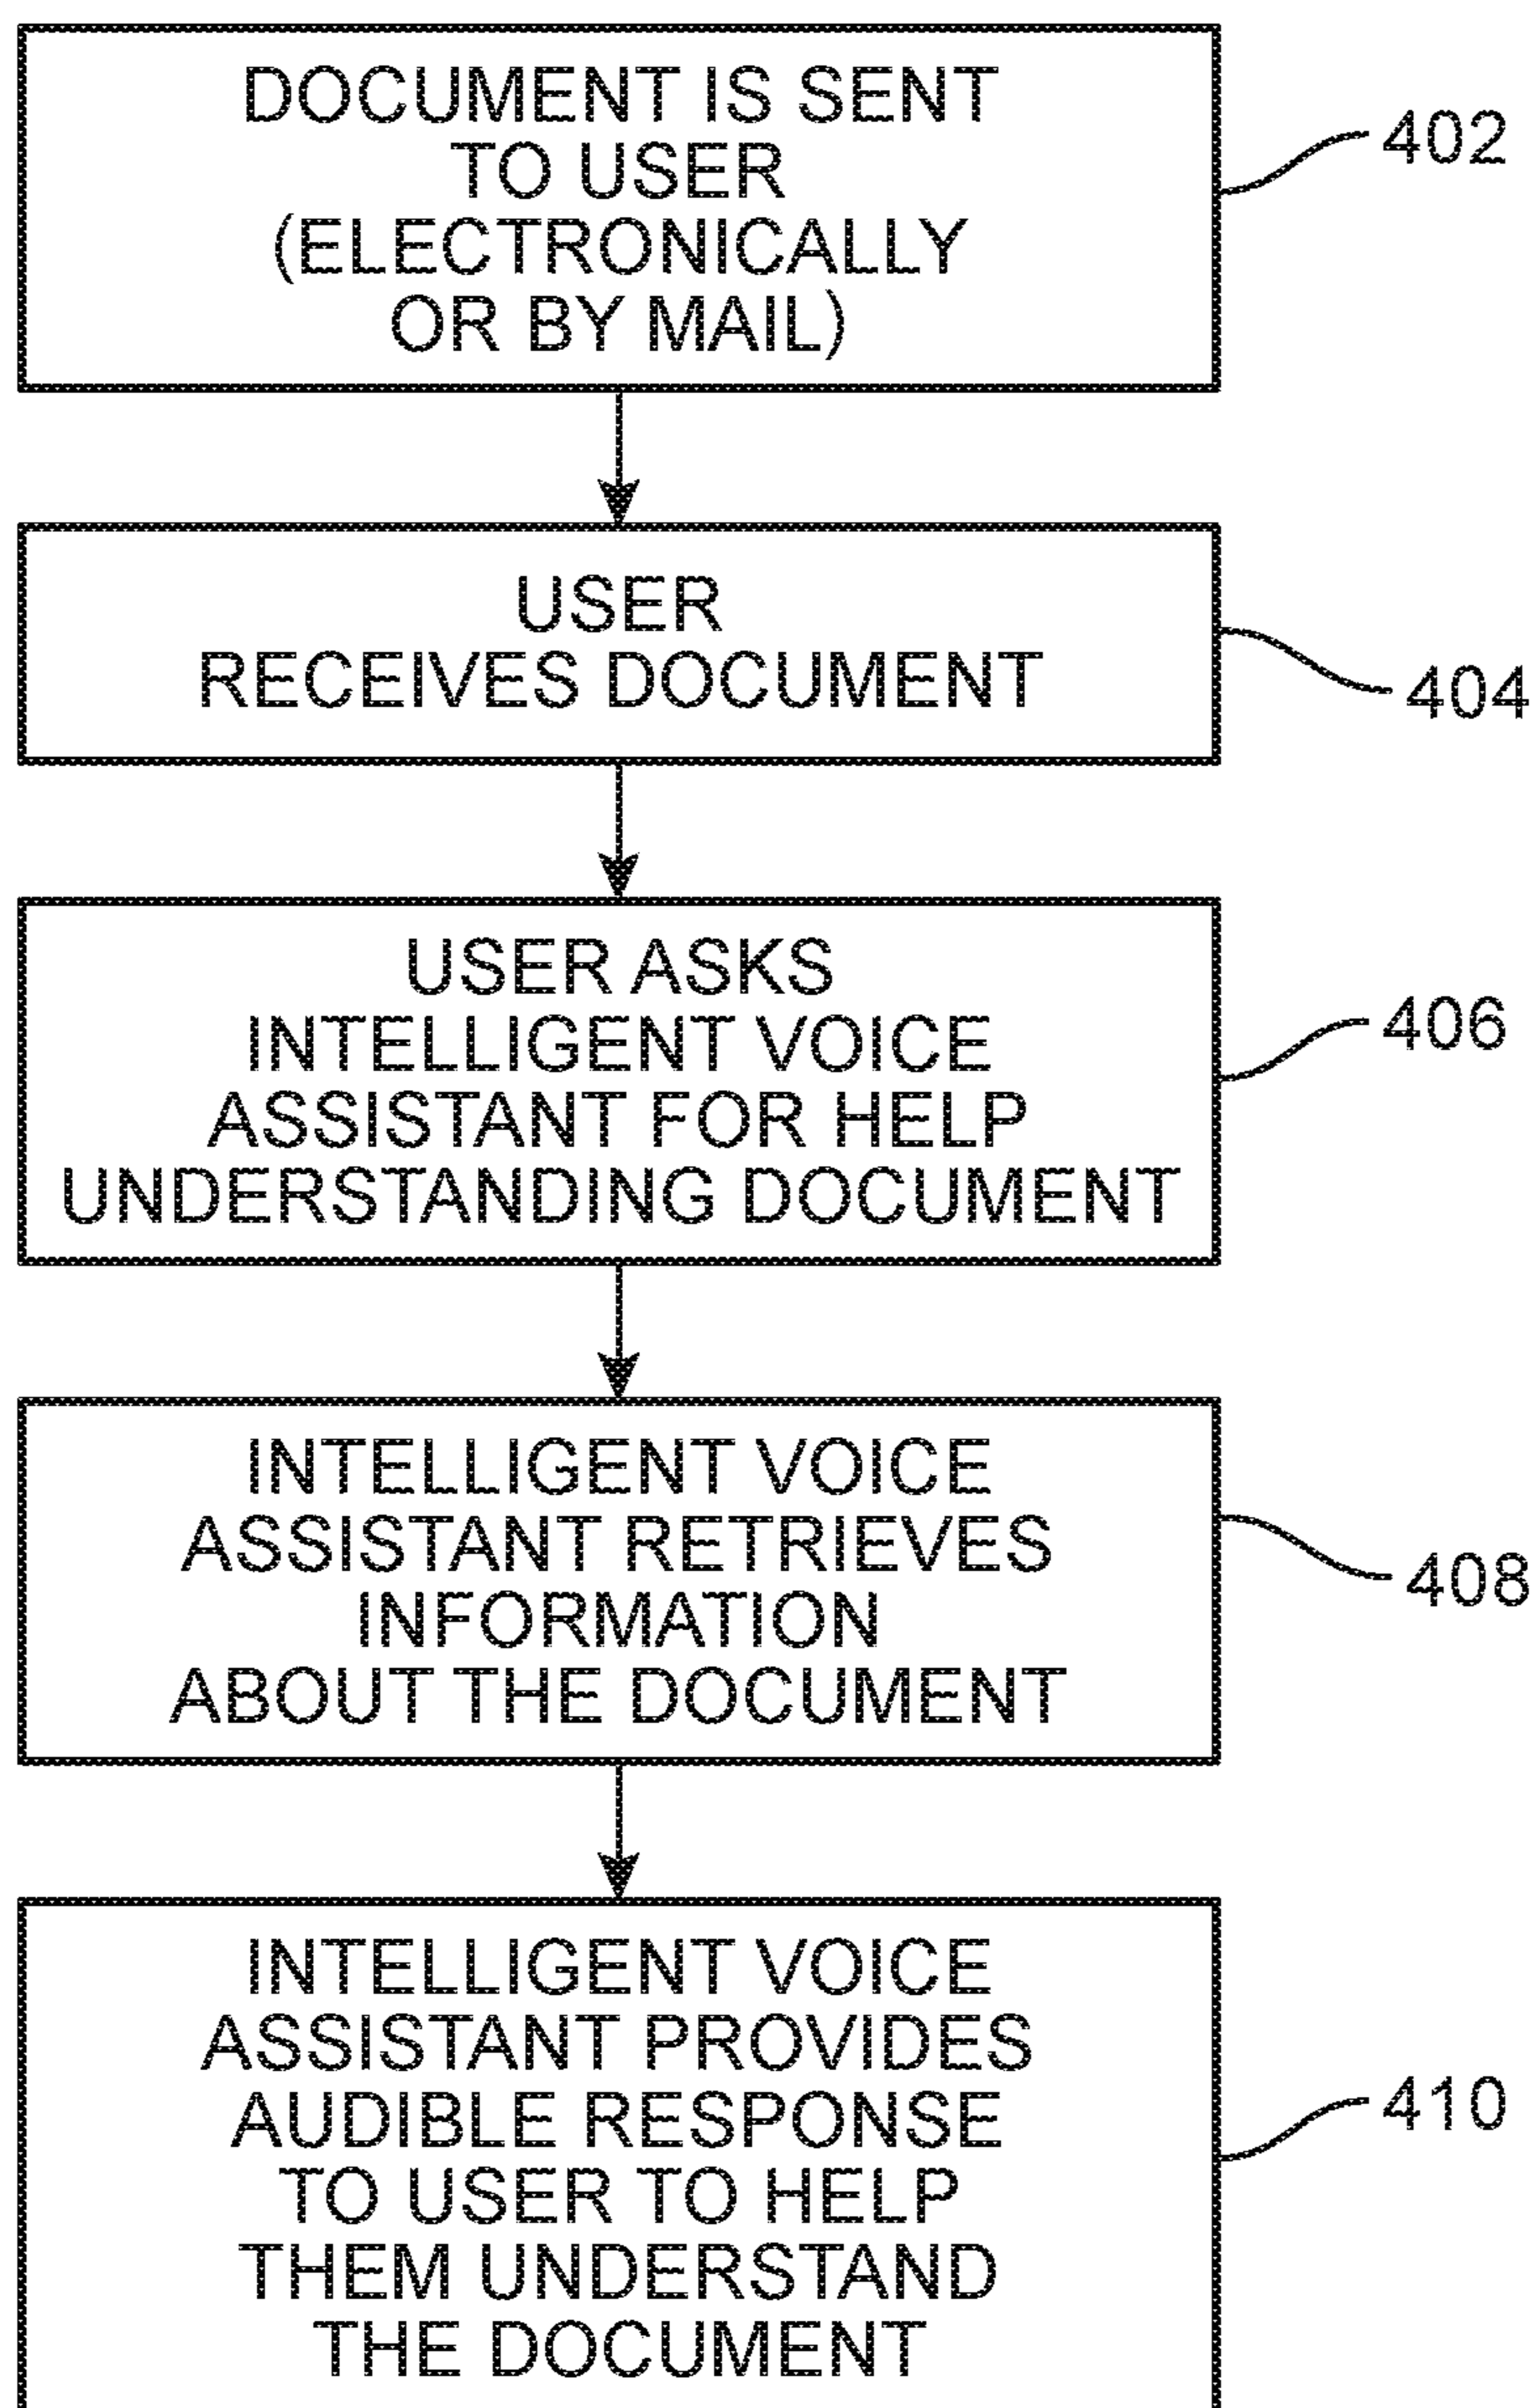 DOCUMENT IS SENT
TO USER
(ELECTRONICALLY
OR BY MAIL)
402
USER
RECEIVES DOCUMENT
404
USER ASKS
INTELLIGENT VOICE
ASSISTANT FOR HELP
UNDERSTANDING DOCUMENT
406
INTELLIGENT VOICE
ASSISTANT RETRIEVES
INFORMATION
ABOUT THE DOCUMENT
408
INTELLIGENT VOICE
ASSISTANT PROVIDES
AUDIBLE RESPONSE
TO USER TO HELP
THEM UNDERSTAND
THE DOCUMENT
410